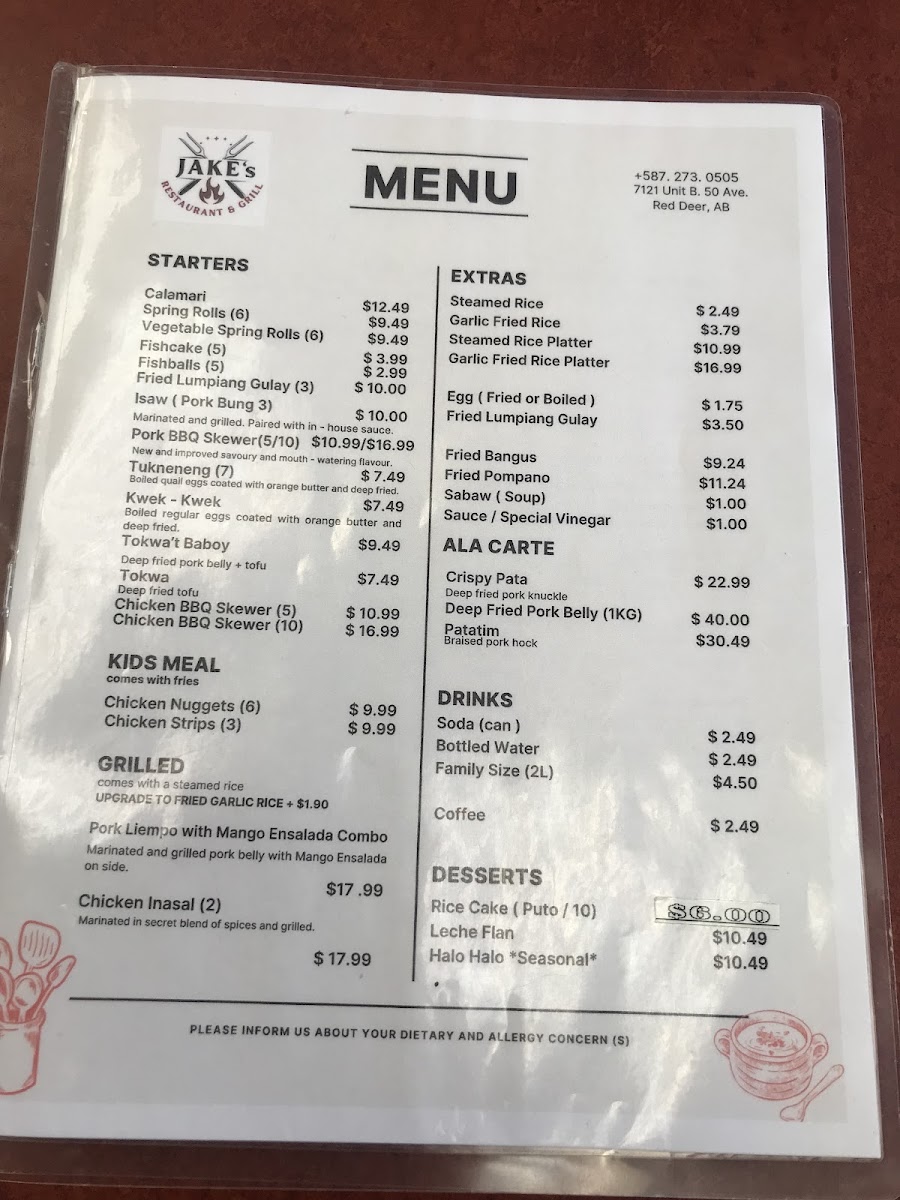 JAKE's
RESTAURANT & GRILL
MENU
+587. 273. 0505
7121 Unit B. 50 Ave.
Red Deer, AB
STARTERS
Calamari $12.49
Spring Rolls (6) $9.49
Vegetable Spring Rolls (6) $9.49
Fishcake (5) $ 3.99
Fishballs (5) $ 2.99
Fried Lumpiang Gulay (3) $ 10.00
Isaw ( Pork Bung 3) $ 10.00
Marinated and grilled. Paired with in - house sauce.
Pork BBQ Skewer(5/10) $10.99/$16.99
New and improved savoury and mouth - watering flavour.
Tukneneng (7) $ 7.49
Boiled quail eggs coated with orange butter and deep fried.
Kwek - Kwek $7.49
Boiled regular eggs coated with orange butter and
deep fried.
Tokwa't Baboy $9.49
Deep fried pork belly + tofu
Tokwa $7.49
Deep fried tofu
Chicken BBQ Skewer (5) $ 10.99
Chicken BBQ Skewer (10) $ 16.99
KIDS MEAL
comes with fries
Chicken Nuggets (6) $ 9.99
Chicken Strips (3) $ 9.99
GRILLED
comes with a steamed rice
UPGRADE TO FRIED GARLIC RICE + $1.90
Pork Liempo with Mango Ensalada Combo
Marinated and grilled pork belly with Mango Ensalada
on side.
$17 .99
Chicken Inasal (2)
Marinated in secret blend of spices and grilled.
$ 17.99
EXTRAS
Steamed Rice $ 2.49
Garlic Fried Rice $3.79
Steamed Rice Platter $10.99
Garlic Fried Rice Platter $16.99
Egg ( Fried or Boiled ) $ 1.75
Fried Lumpiang Gulay $3.50
Fried Bangus $9.24
Fried Pompano $11.24
Sabaw ( Soup) $1.00
Sauce / Special Vinegar $1.00
ALA CARTE
Crispy Pata $ 22.99
Deep fried pork knuckle
Deep Fried Pork Belly (1KG) $ 40.00
Patatim $30.49
Braised pork hock
DRINKS
Soda (can ) $ 2.49
Bottled Water $ 2.49
Family Size (2L) $4.50
Coffee $ 2.49
DESSERTS
Rice Cake ( Puto / 10) $6.00
Leche Flan $10.49
Halo Halo *Seasonal* $10.49
PLEASE INFORM US ABOUT YOUR DIETARY AND ALLERGY CONCERN (S)